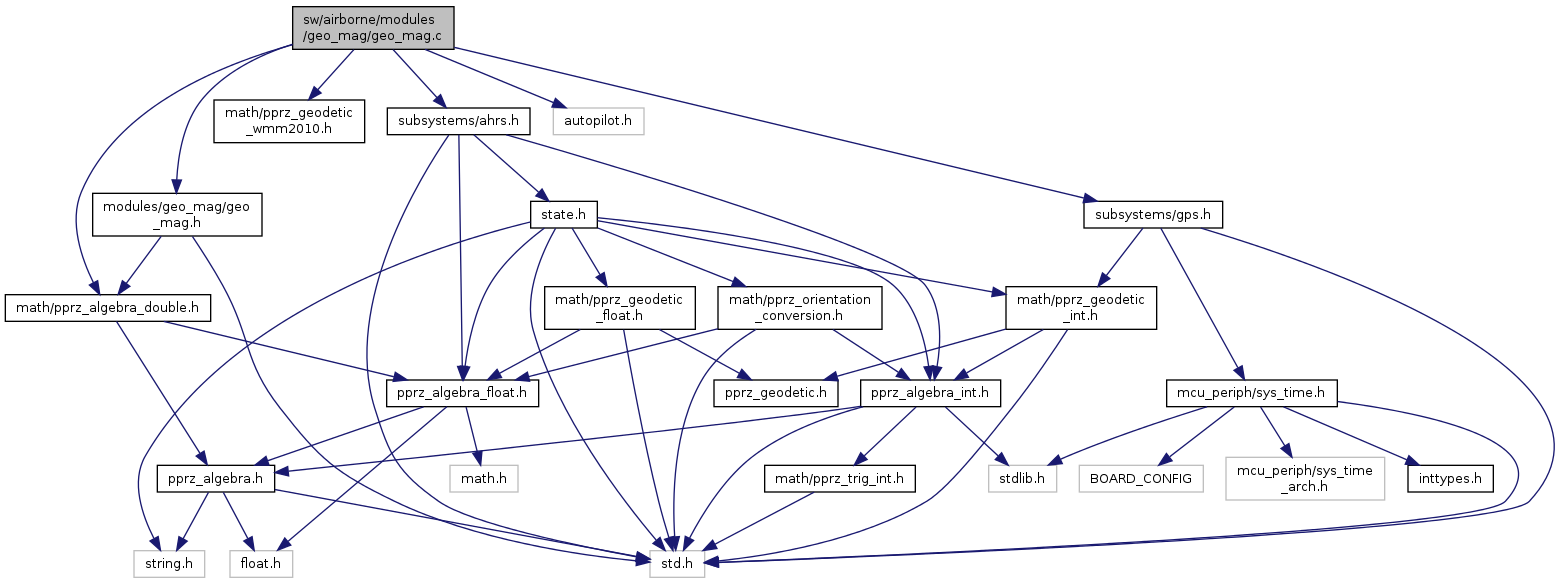 sw/airborne/modules
/geo_mag/geo_mag.c
math/pprz_geodetic
_wmm2010.h
subsystems/ahrs.h
autopilot.h
modules/geo_mag/geo
_mag.h
state.h
subsystems/gps.h
math/pprz_algebra_double.h
math/pprz_geodetic
_float.h
math/pprz_orientation
_conversion.h
math/pprz_geodetic
_int.h
pprz_algebra_float.h
pprz_geodetic.h
pprz_algebra_int.h
mcu_periph/sys_time.h
pprz_algebra.h
math.h
math/pprz_trig_int.h
stdlib.h
BOARD_CONFIG
mcu_periph/sys_time
_arch.h
inttypes.h
string.h
float.h
std.h